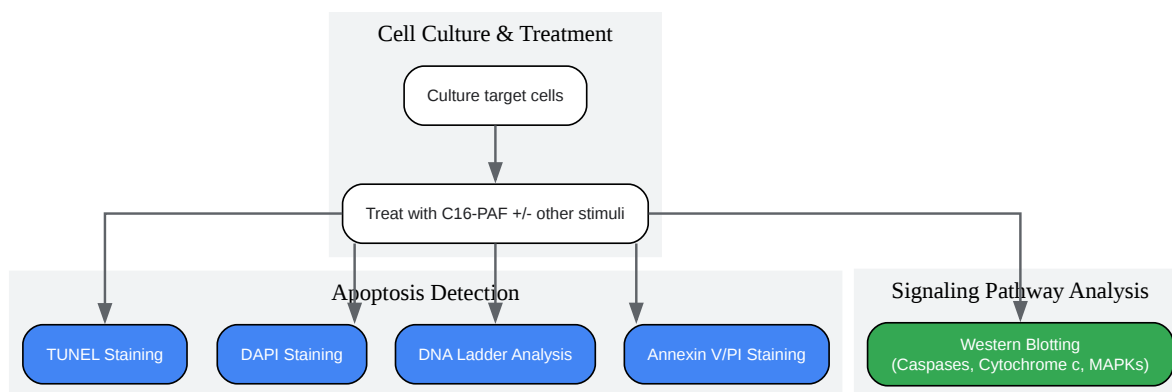 Cell Culture & Treatment
Culture target cells
Treat with C16-PAF +/- other stimuli
Apoptosis Detection
Signaling Pathway Analysis
TUNEL Staining
DAPI Staining
DNA Ladder Analysis
Annexin V/PI Staining
Western Blotting
(Caspases, Cytochrome c, MAPKs)